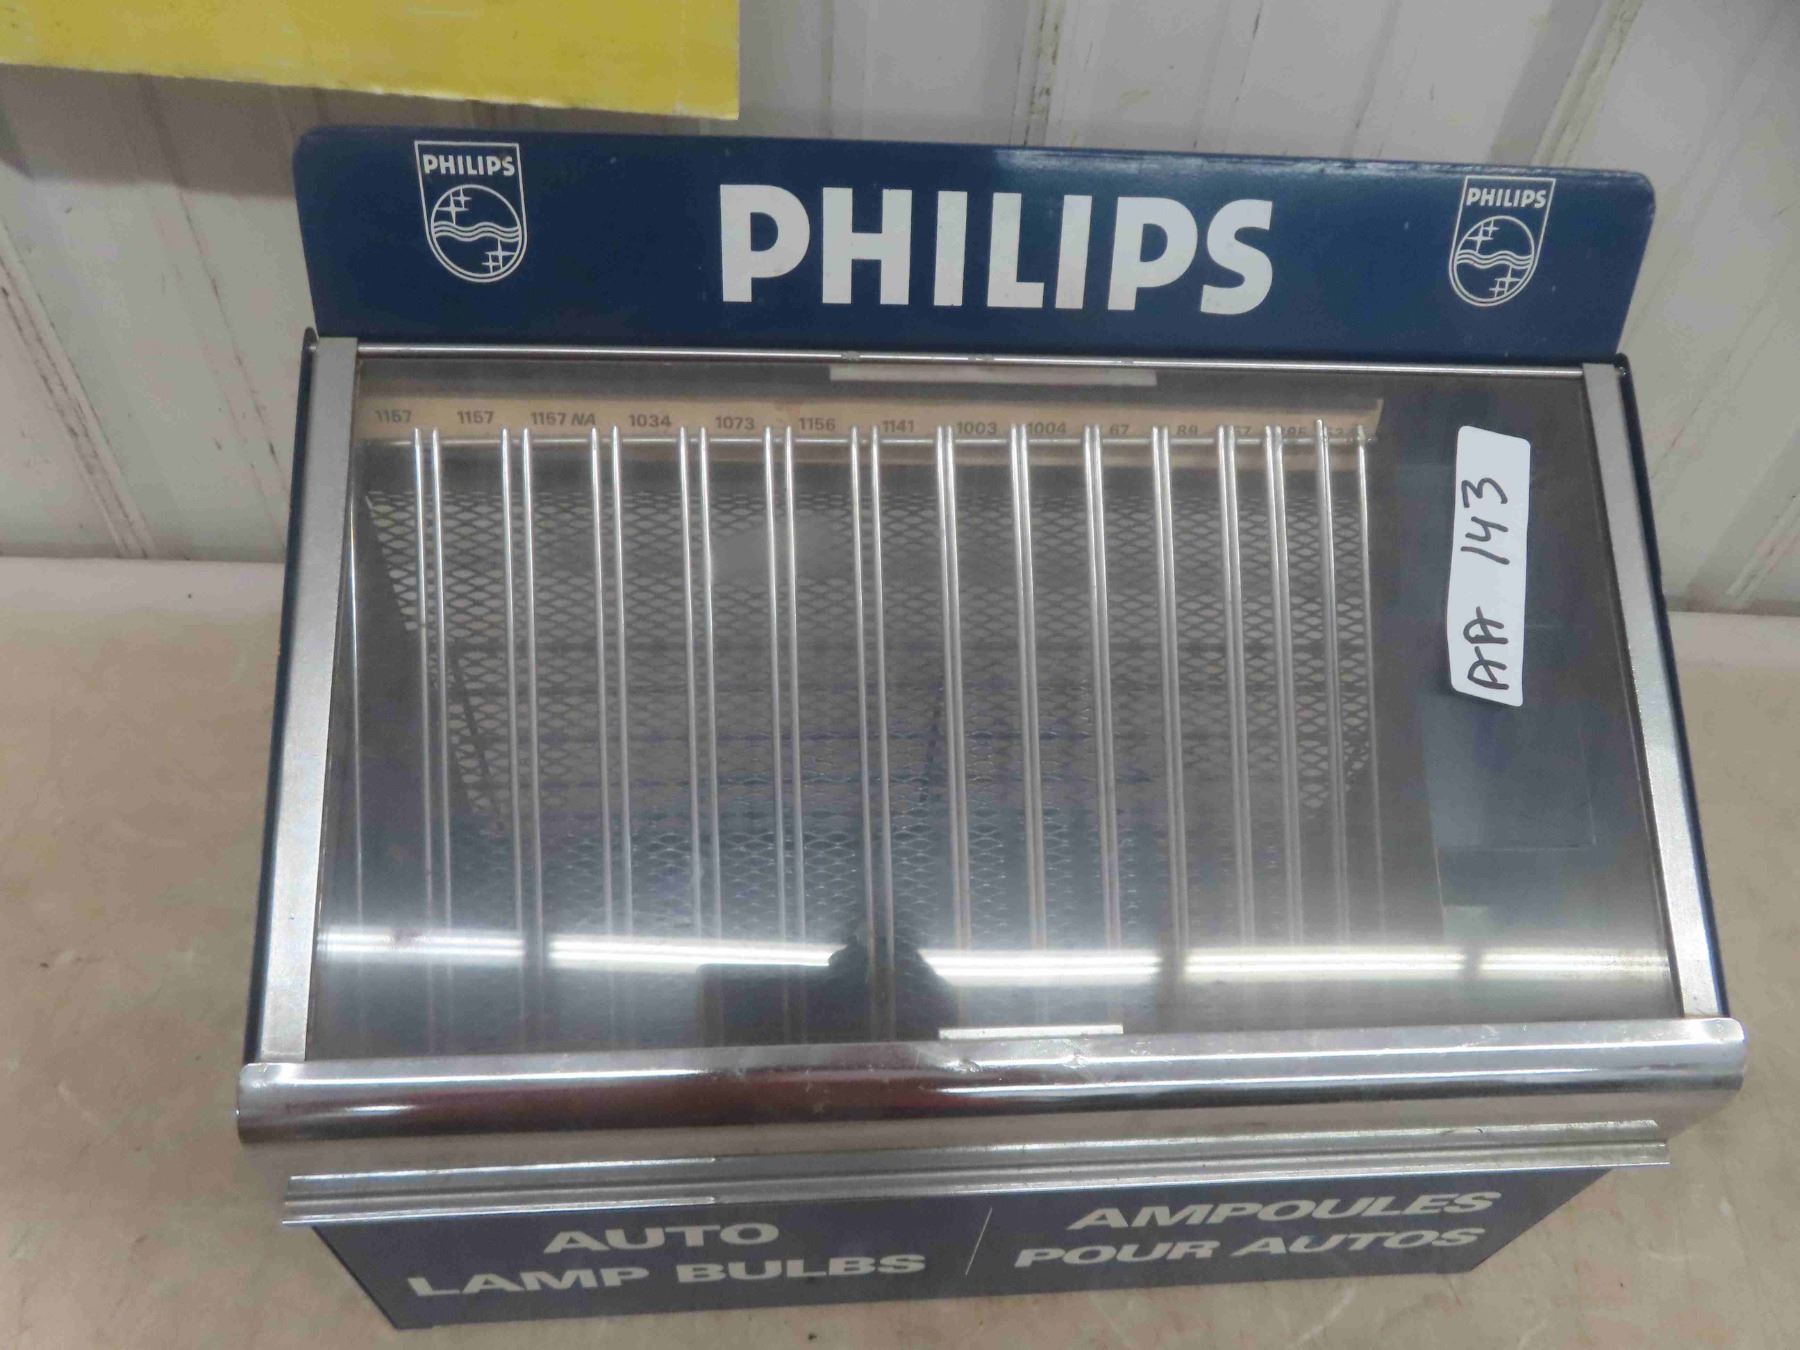 PHILIPS
PHILIPS
PHILIPS
1157 1157 1157 NA 1034 1073 1156 1141 1003 1004 67 89 57
AA 143
AUTO
LAMP BULBS
AMPOULES
POUR AUTOS